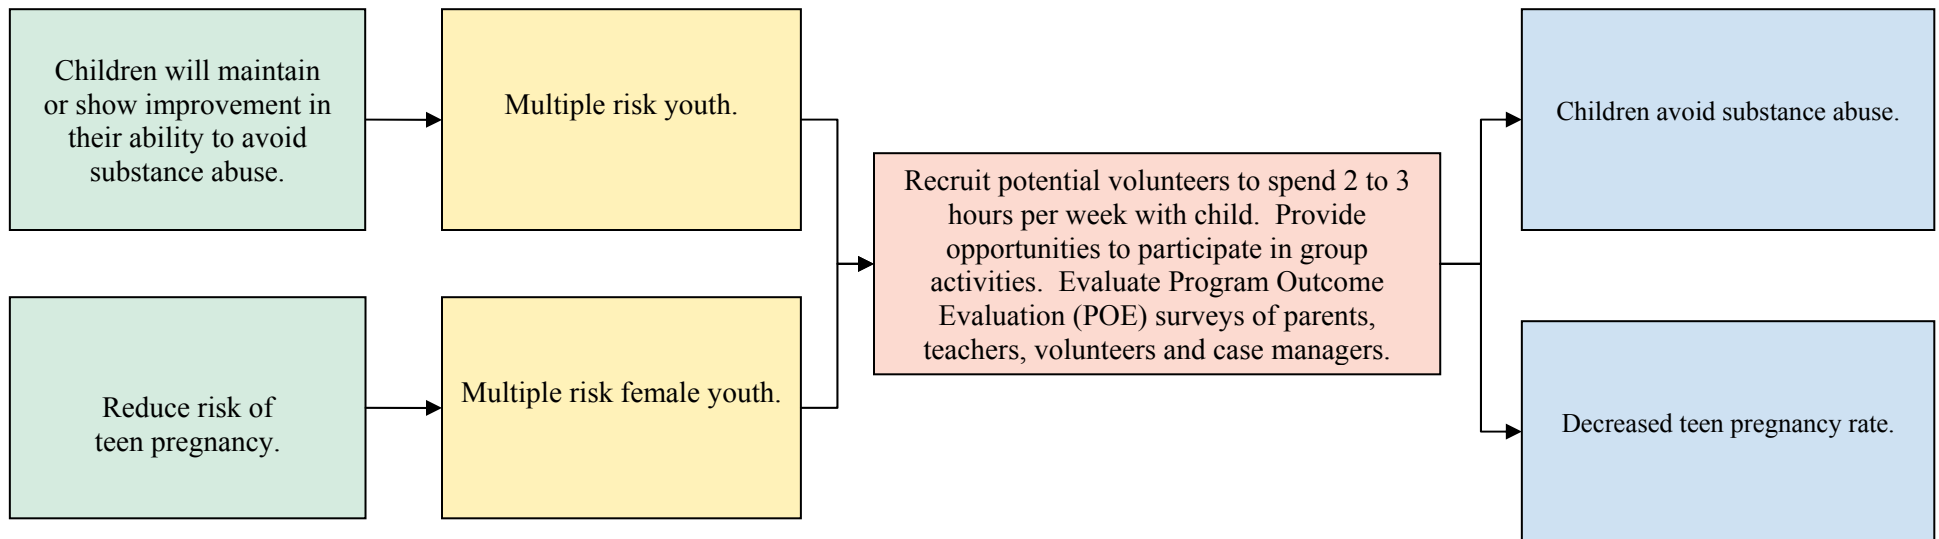 Children will maintain
or show improvement in
their ability to avoid
substance abuse.
Multiple risk youth.
Recruit potential volunteers to spend 2 to 3
hours per week with child.  Provide
opportunities to participate in group
activities.  Evaluate Program Outcome
Evaluation (POE) surveys of parents,
teachers, volunteers and case managers.
Children avoid substance abuse.
Reduce risk of
teen pregnancy.
Multiple risk female youth.
Decreased teen pregnancy rate.